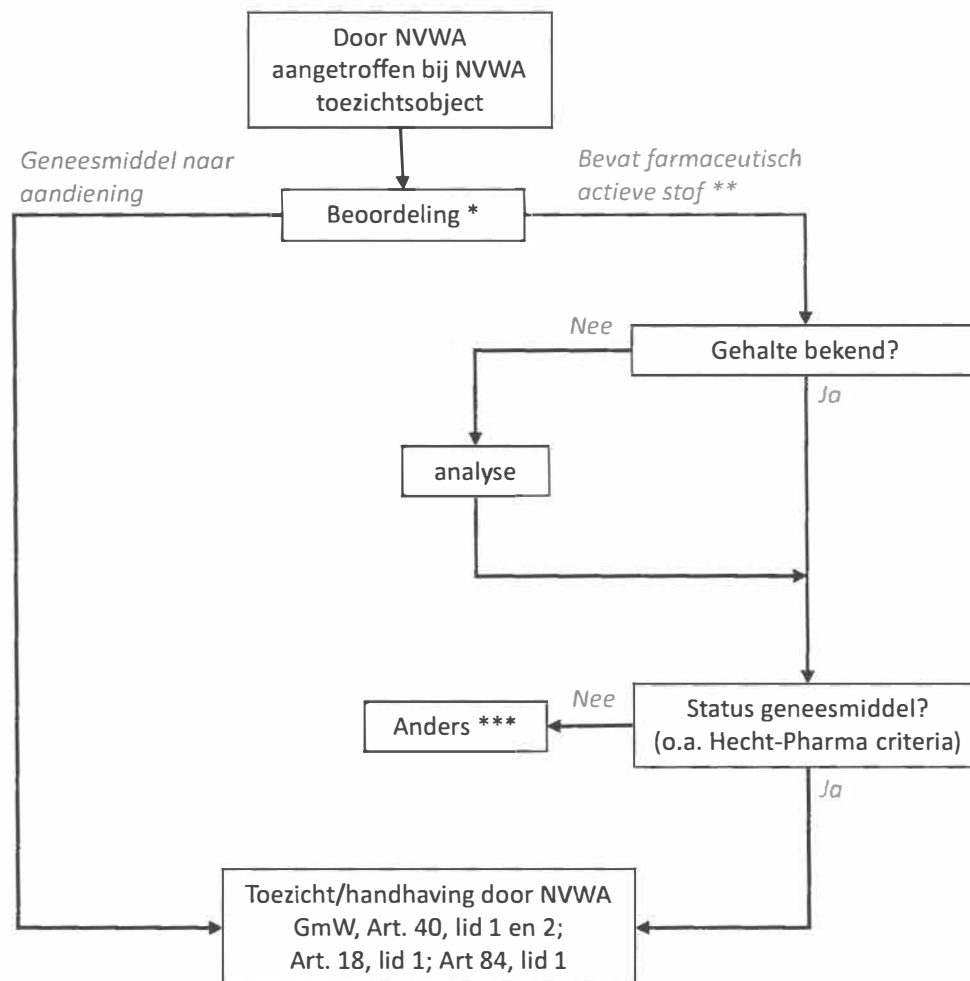 Door NVWA
aangetroffen bij NVWA
toezichtsobject
Geneesmiddel naar
aandiening
Bevat farmaceutisch
actieve stof **
Beoordeling *
Nee
Gehalte bekend?
Ja
analyse
Nee
Status geneesmiddel?
(o.a. Hecht-Pharma criteria)
Anders ***
Ja
Toezicht/handhaving door NVWA
GmW, Art. 40, lid 1 en 2;
Art. 18, lid 1; Art 84, lid 1